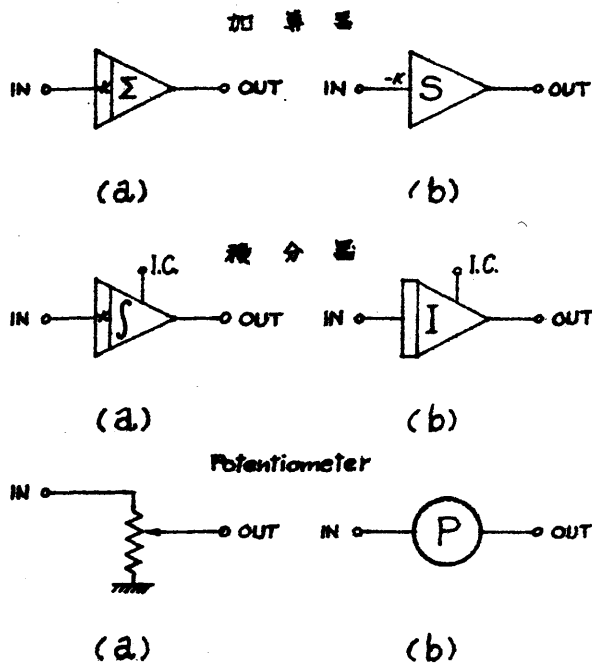 加算器
IN -K Σ OUT IN -K S OUT
(a) (b)
積分器
I.C. I.C.
IN -K ∫ OUT IN I OUT
(a) (b)
Potentiometer
IN
OUT IN P OUT
(a) (b)